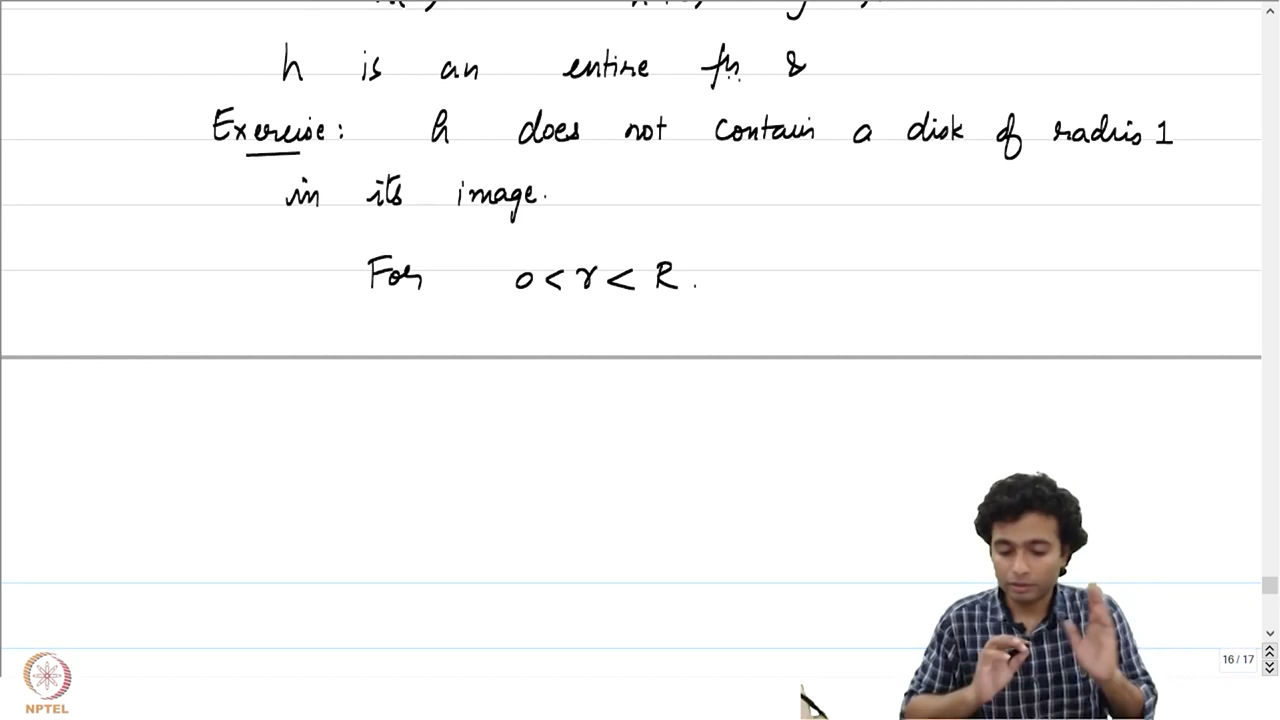 h is an entire fn &
Exercise: h does not contain a disk of radius 1
in its image.
For 0 < r < R.
16 / 17
NPTEL